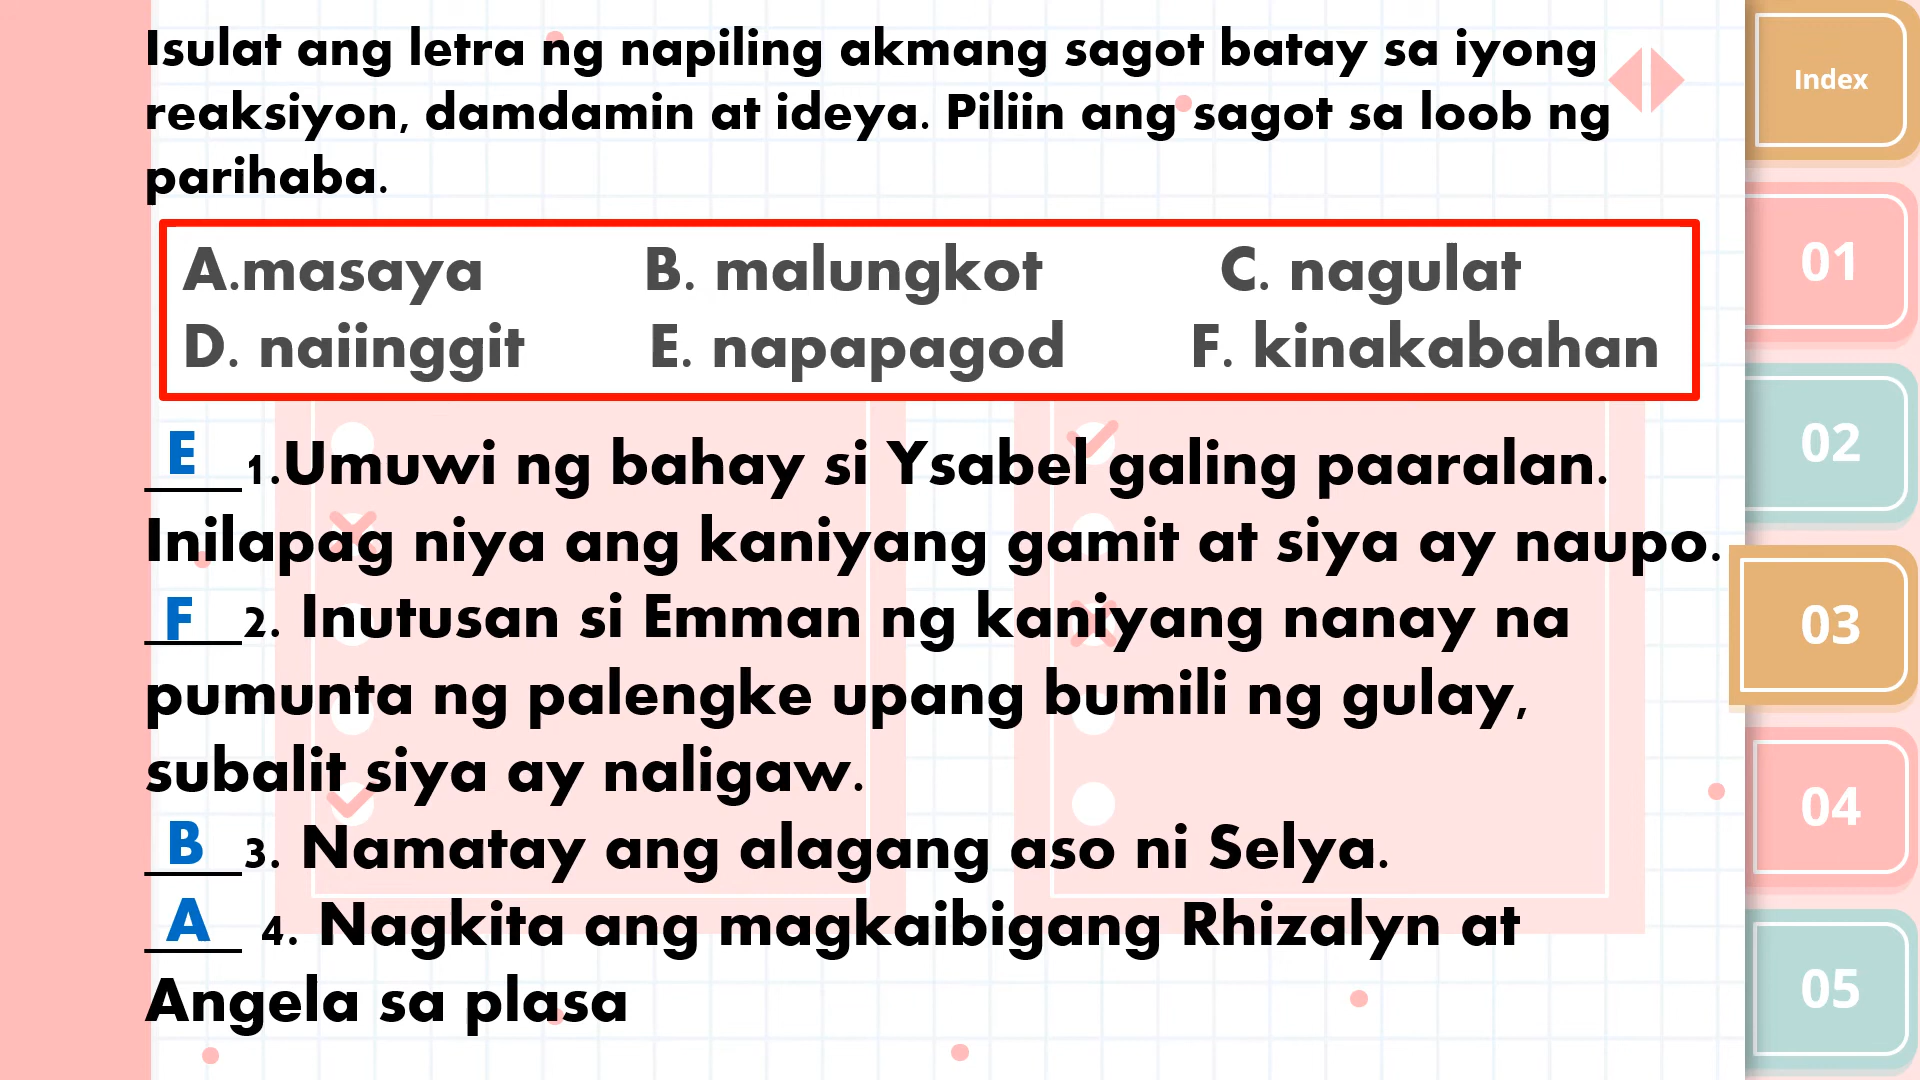 Isulat ang letra ng napiling akmang sagot batay sa iyong
reaksiyon, damdamin at ideya. Piliin ang sagot sa loob ng
parihaba.
A.masaya B. malungkot C. nagulat
D. naiinggit E. napapagod F. kinakabahan
E 1.Umuwi ng bahay si Ysabel galing paaralan.
Inilapag niya ang kaniyang gamit at siya ay naupo.
F 2. Inutusan si Emman ng kaniyang nanay na
pumunta ng palengke upang bumili ng gulay,
subalit siya ay naligaw.
B 3. Namatay ang alagang aso ni Selya.
A 4. Nagkita ang magkaibigang Rhizalyn at
Angela sa plasa
Index
01
02
03
04
05